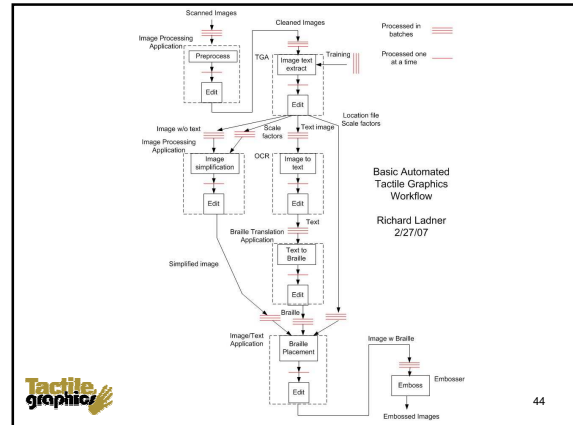 Scanned Images
Cleaned Images
Processed in
batches
Processed one
at a time
Image Processing
Application
Preprocess
Edit
TGA
Image text
extract
Training
Edit
Image w/o text
Scale
factors
Text image
Location file
Scale factors
Image Processing
Application
Image
simplification
Edit
OCR
Image to
text
Edit
Text
Basic Automated
Tactile Graphics
Workflow
Richard Ladner
2/27/07
Braille Translation
Application
Text to
Braille
Edit
Simplified image
Braille
Image/Text
Application
Braille
Placement
Edit
Image w Braille
Emboss
Embosser
Embossed Images
Tactile
graphics
44